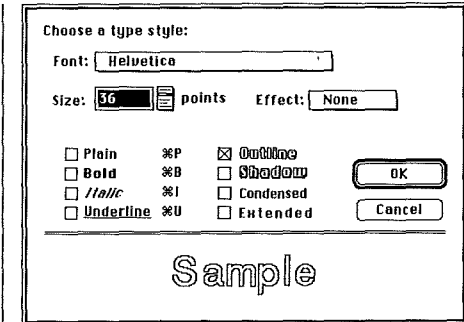 Choose a type style:
Font: Helvetica
Size: 36 points Effect: None
Plain ⌘P Outline
Bold ⌘B Shadow
Italic ⌘I Condensed
Underline ⌘U Extended
OK
Cancel
Sample